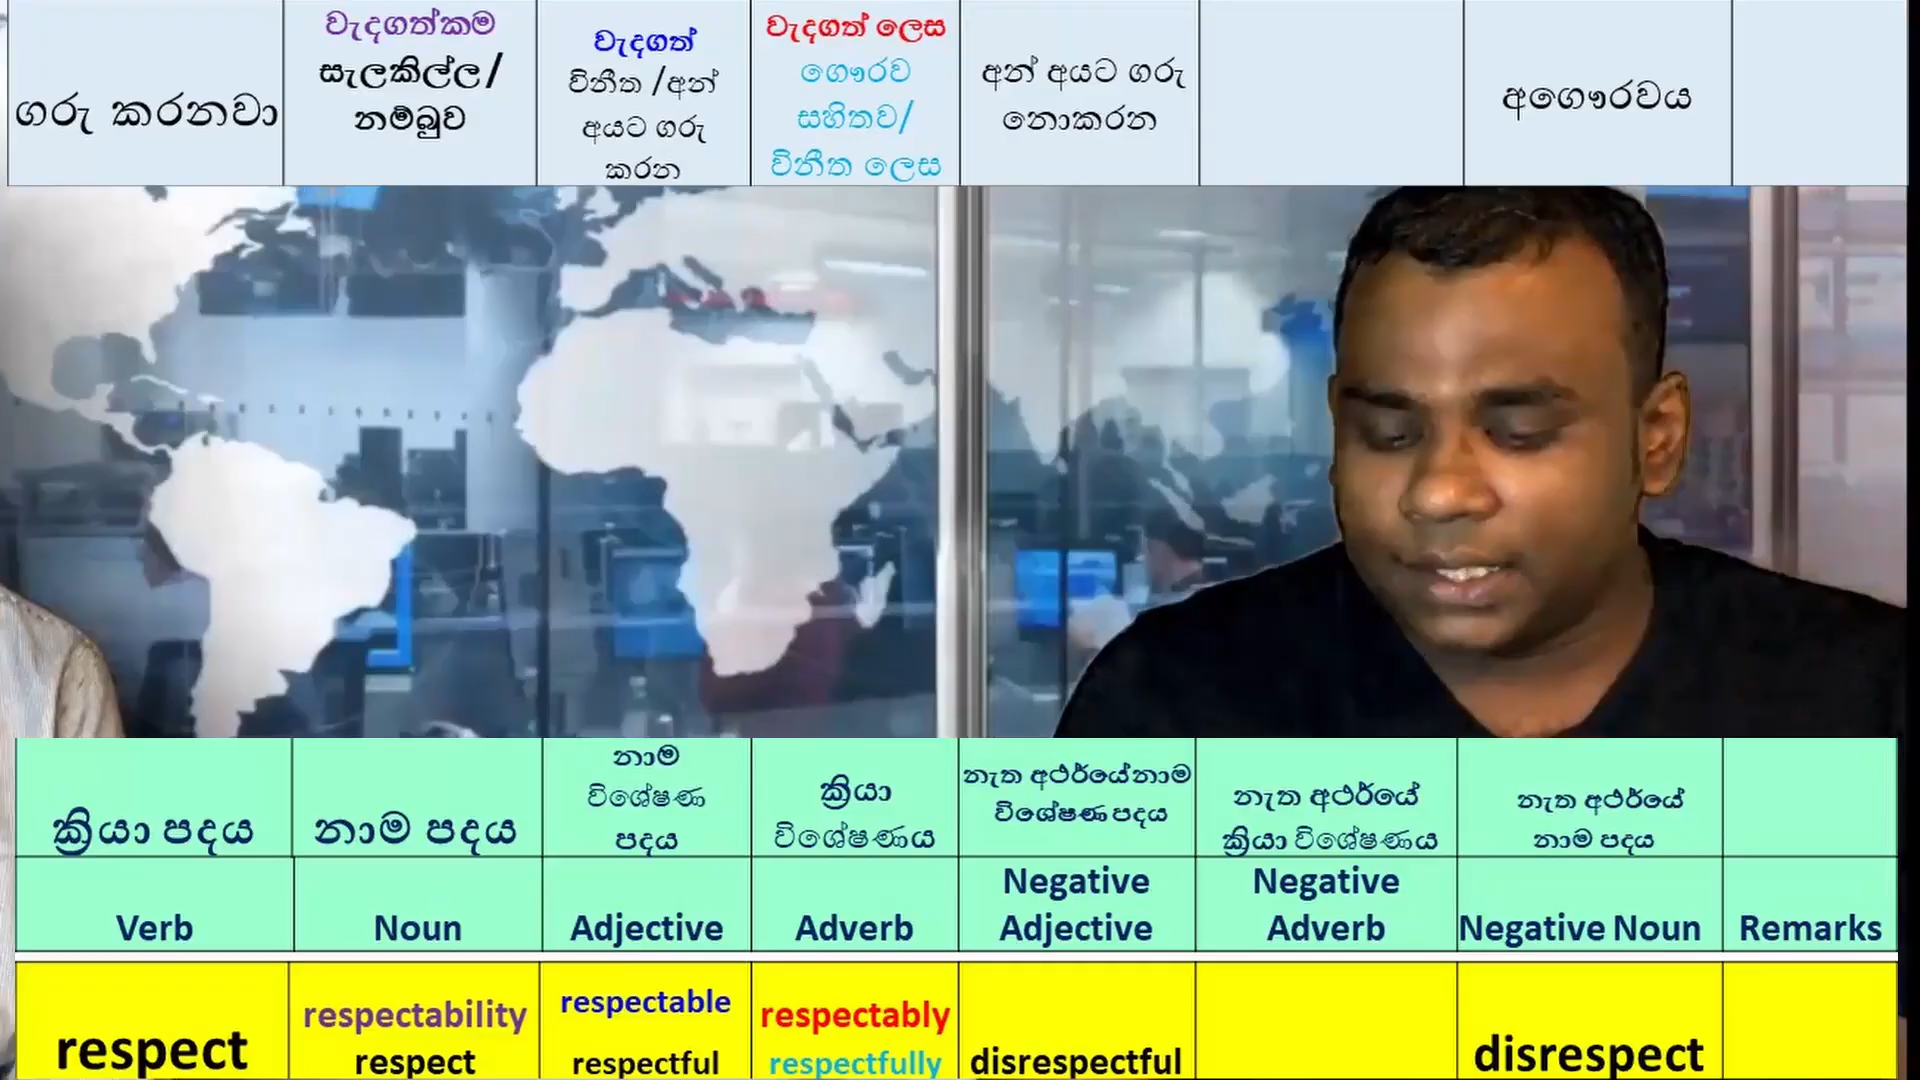 ගරු කරනවා
වැදගත්කම
සැලකිල්ල/
නම්බුව
වැදගත්
විනීත /අන්
අයට ගරු
කරන
වැදගත් ලෙස
ගෞරව
සහිතව/
විනීත ලෙස
අන් අයට ගරු
නොකරන
අගෞරවය
ක්‍රියා පදය
නාම පදය
නාම
විශේෂණ
පදය
ක්‍රියා
විශේෂණය
නැත අර්ථයේනාම
විශේෂණ පදය
නැත අර්ථයේ
ක්‍රියා විශේෂණය
නැත අර්ථයේ
නාම පදය
Verb
Noun
Adjective
Adverb
Negative
Adjective
Negative
Adverb
Negative Noun
Remarks
respect
respectability
respect
respectable
respectful
respectably
respectfully
disrespectful
disrespect